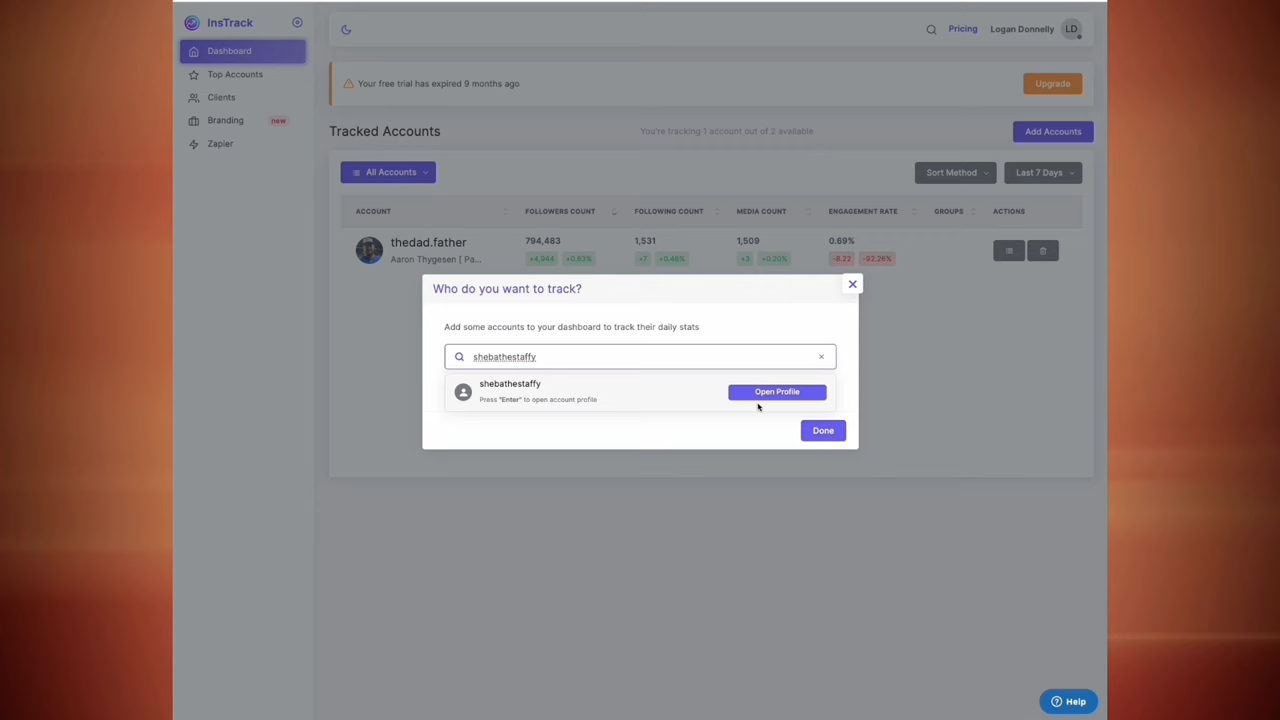 InsTrack
Dashboard
Top Accounts
Clients
Branding new
Zapier
Pricing Logan Donnelly LD
Your free trial has expired 9 months ago Upgrade
Tracked Accounts You're tracking 1 account out of 2 available Add Accounts
All Accounts Sort Method Last 7 Days
ACCOUNT FOLLOWERS COUNT FOLLOWING COUNT MEDIA COUNT ENGAGEMENT RATE GROUPS ACTIONS
thedad.father 794,483 1,531 1,509 0.69%
Aaron Thygesen [ Pa... +4,944 +0.63% +7 +0.46% +3 +0.20% -8.22 -92.26%
Who do you want to track?
Add some accounts to your dashboard to track their daily stats
shebathestaffy
shebathestaffy
Press "Enter" to open account profile
Open Profile
Done
Help